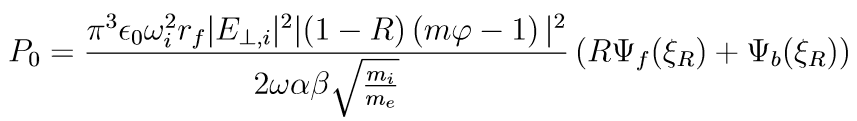 P_0 = \frac{\pi^3 \epsilon_0 \omega_i^2 r_f |E_{\perp,i}|^2 |(1-R)\,(m\varphi - 1)\,|^2}{2\omega\alpha\beta\sqrt{\frac{m_i}{m_e}}} \left(R\Psi_f(\xi_R) + \Psi_b(\xi_R)\right)